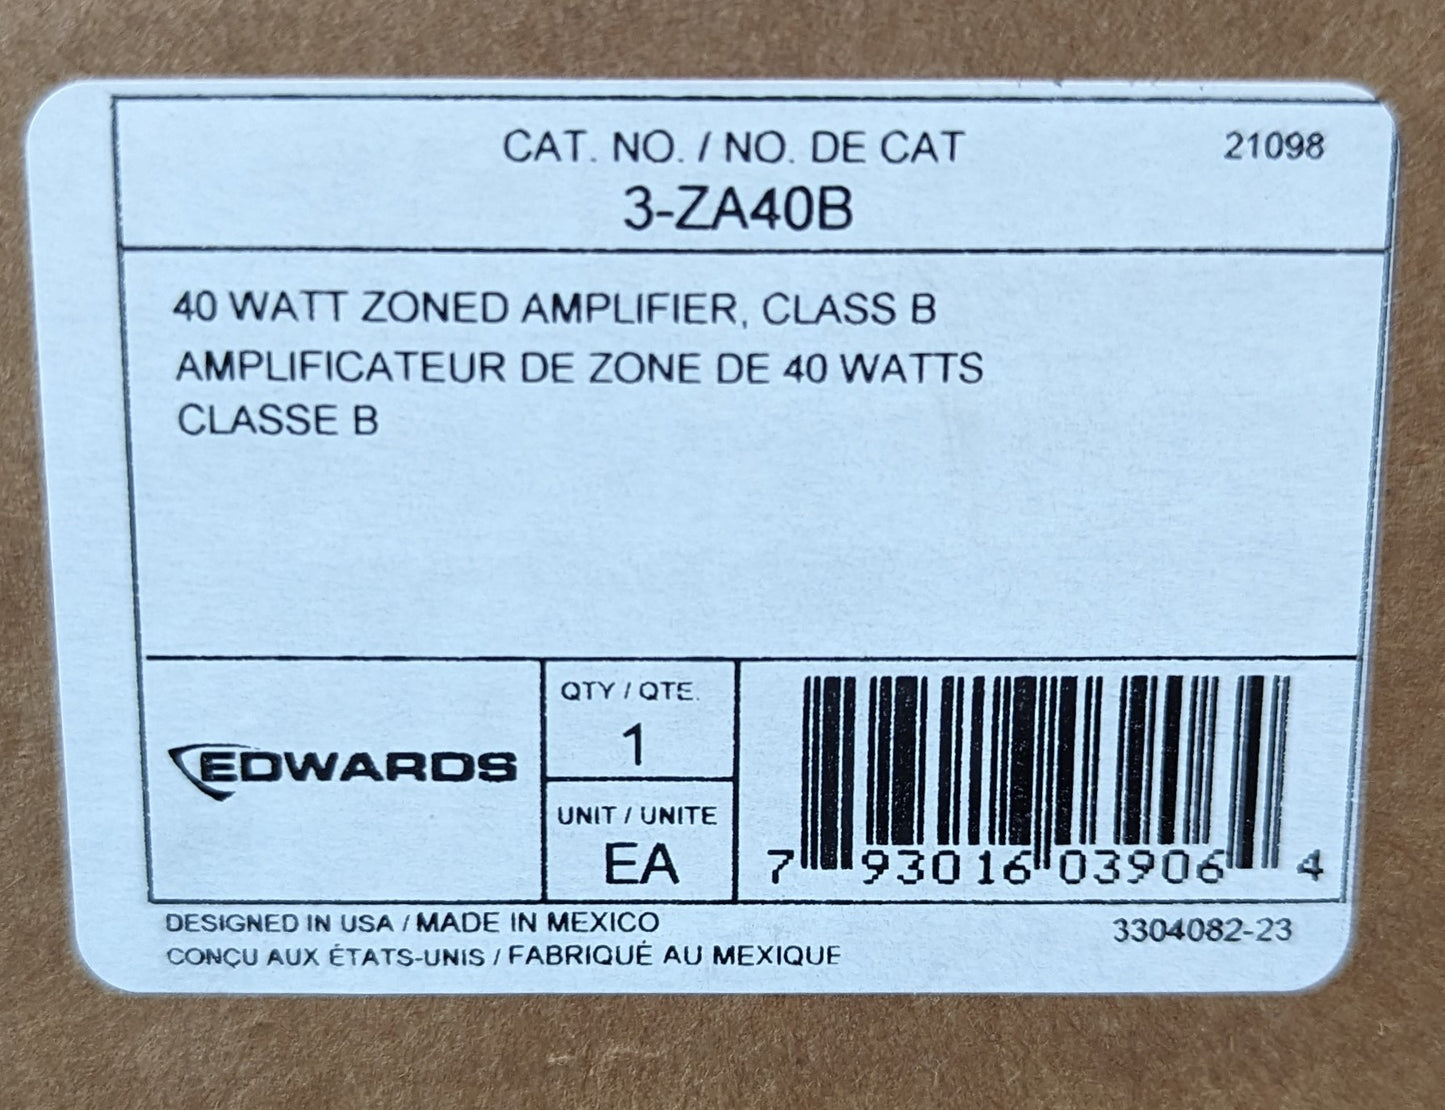 CAT. NO. / NO. DE CAT 21098
3-ZA40B
40 WATT ZONED AMPLIFIER, CLASS B
AMPLIFICATEUR DE ZONE DE 40 WATTS
CLASSE B
EDWARDS
QTY / QTE.
1
UNIT / UNITE
EA
7 93016 03906 4
DESIGNED IN USA / MADE IN MEXICO
CONÇU AUX ÉTATS-UNIS / FABRIQUÉ AU MEXIQUE
3304082-23